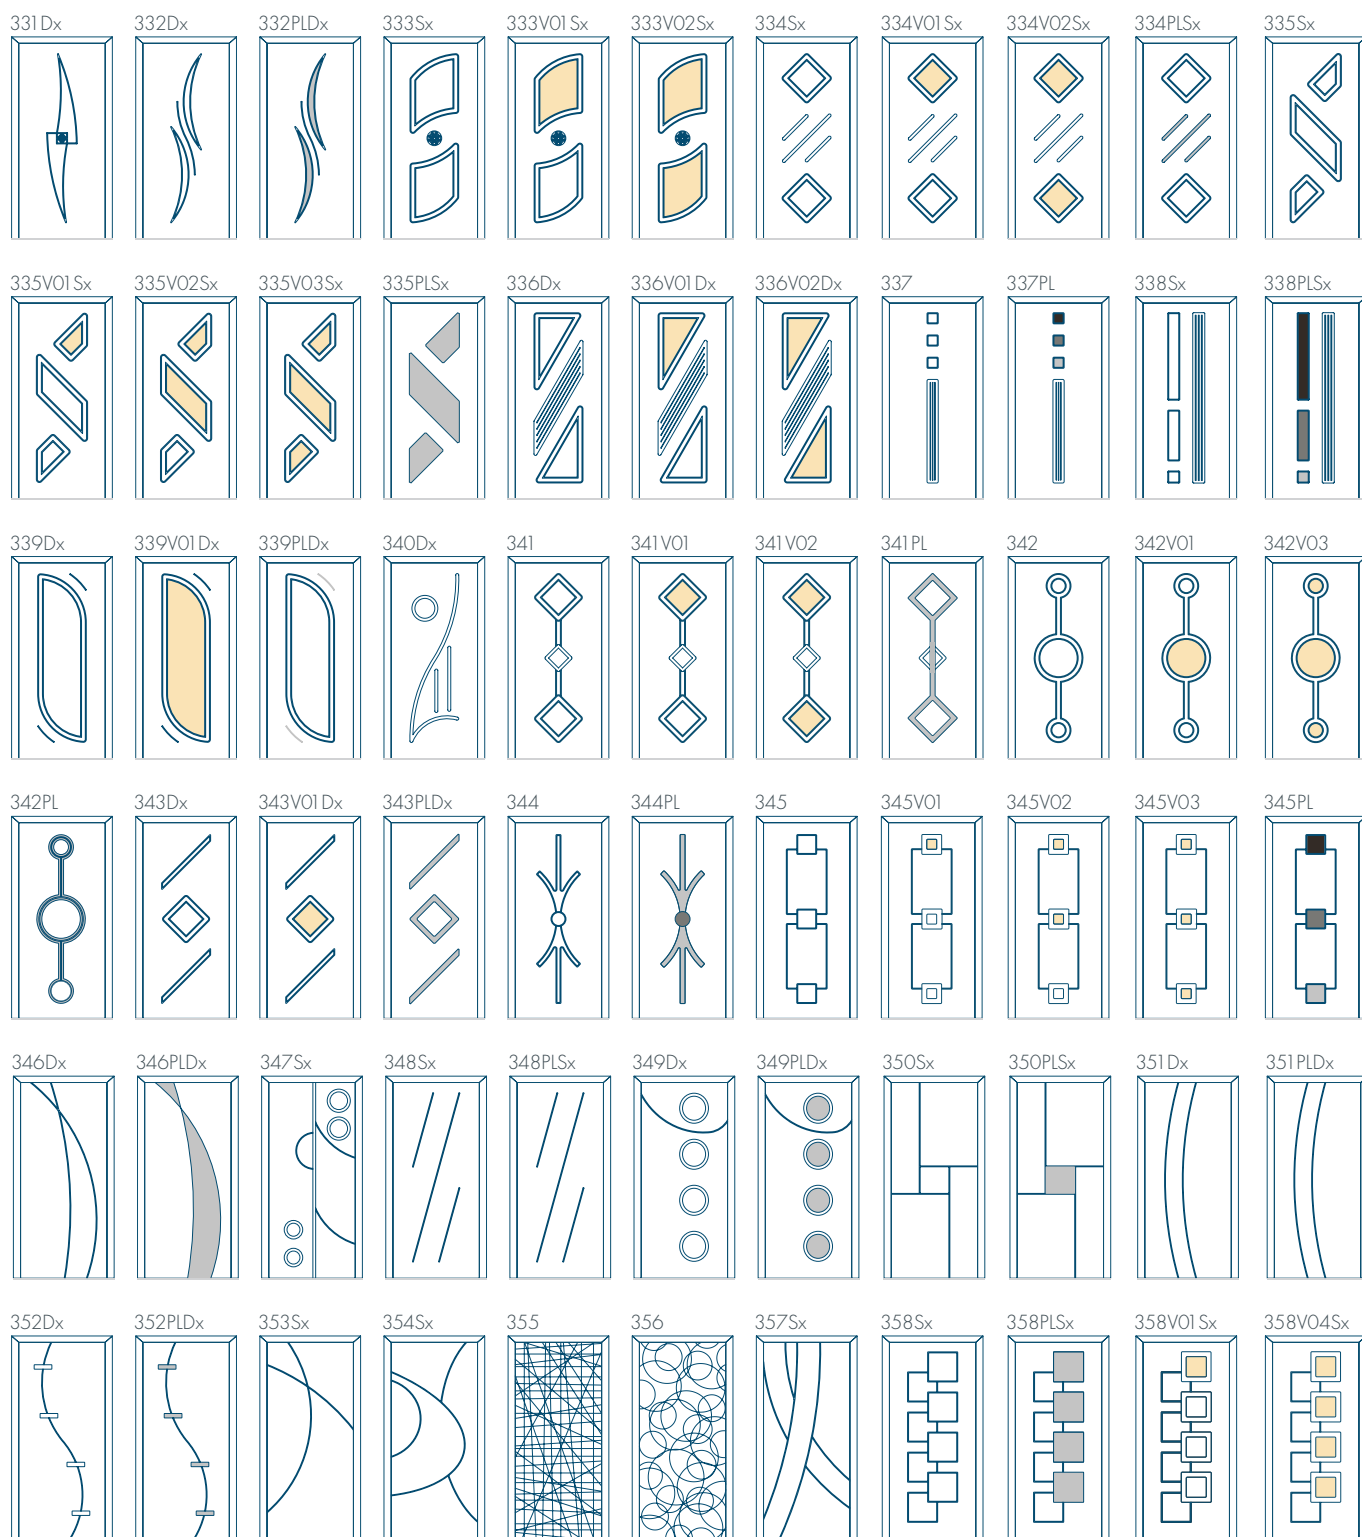 331Dx 332Dx 332PLDx 333Sx 333V01Sx 333V02Sx 334Sx 334V01Sx 334V02Sx 334PLSx 335Sx
335V01Sx 335V02Sx 335V03Sx 335PLSx 336Dx 336V01Dx 336V02Dx 337 337PL 338Sx 338PLSx
339Dx 339V01Dx 339PLDx 340Dx 341 341V01 341V02 341PL 342 342V01 342V03
342PL 343Dx 343V01Dx 343PLDx 344 344PL 345 345V01 345V02 345V03 345PL
346Dx 346PLDx 347Sx 348Sx 348PLSx 349Dx 349PLDx 350Sx 350PLSx 351Dx 351PLDx
352Dx 352PLDx 353Sx 354Sx 355 356 357Sx 358Sx 358PLSx 358V01Sx 358V04Sx